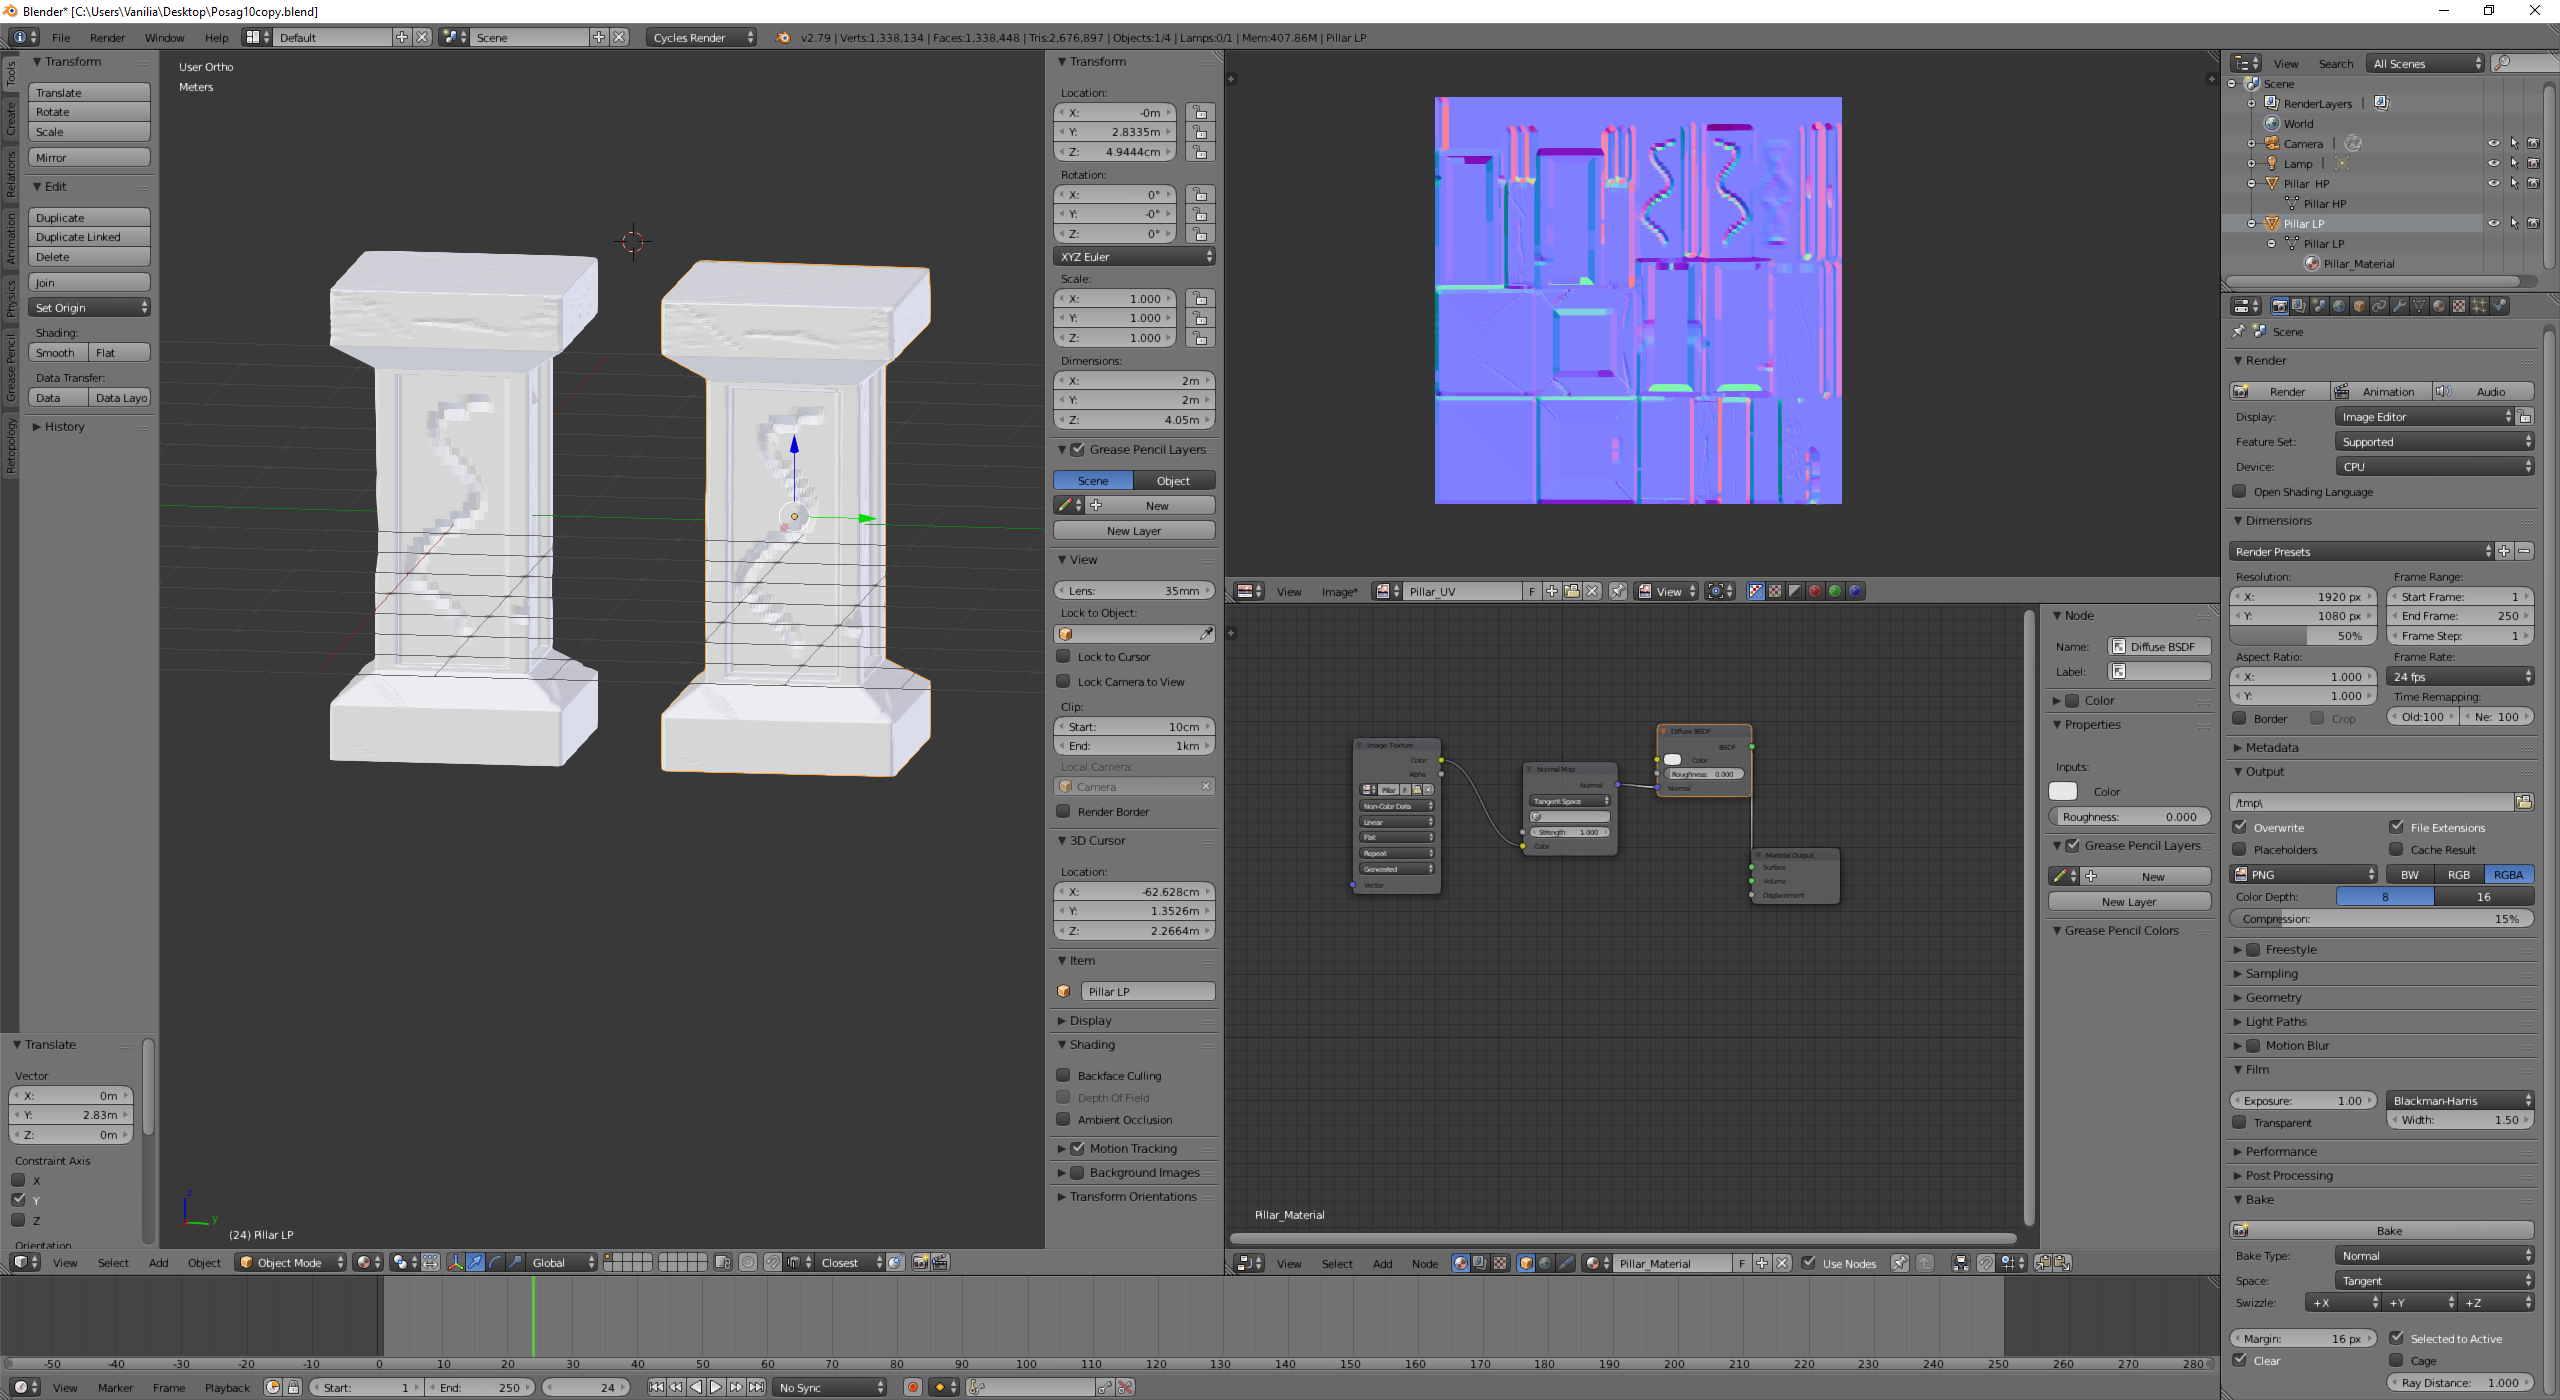 Blender* [C:\Users\Vanilia\Desktop\Posag10copy.blend]
File Render Window Help Default Scene Cycles Render v2.79 | Verts:1,338,134 | Faces:1,338,448 | Tris:2,676,897 | Objects:1/4 | Lamps:0/1 | Mem:407.86M | Pillar LP
Tools
Create
Relations
Animation
Physics
Grease Pencil
Retopology
Transform
Translate
Rotate
Scale
Mirror
Edit
Duplicate
Duplicate Linked
Delete
Join
Set Origin
Shading:
Smooth Flat
Data Transfer:
Data Data Layo
History
Translate
Vector
X: 0m
Y: 2.83m
Z: 0m
Constraint Axis
X
Y
Z
Orientation
User Ortho
Meters
z
y
(24) Pillar LP
View Select Add Object Object Mode Global Closest
Transform
Location:
X: -0m
Y: 2.8335m
Z: 4.9444cm
Rotation:
X: 0°
Y: -0°
Z: 0°
XYZ Euler
Scale:
X: 1.000
Y: 1.000
Z: 1.000
Dimensions:
X: 2m
Y: 2m
Z: 4.05m
Grease Pencil Layers
Scene Object
New
New Layer
View
Lens: 35mm
Lock to Object:
Lock to Cursor
Lock Camera to View
Clip:
Start: 10cm
End: 1km
Local Camera:
Camera
Render Border
3D Cursor
Location:
X: -62.628cm
Y: 1.3526m
Z: 2.2664m
Item
Pillar LP
Display
Shading
Backface Culling
Depth Of Field
Ambient Occlusion
Motion Tracking
Background Images
Transform Orientations
View Image* Pillar_UV F View
Image Texture
Color
Alpha
Pillar F
Non-Color Data
Linear
Flat
Repeat
Generated
Vector
Normal Map
Normal
Tangent Space
Strength: 1.000
Color
Diffuse BSDF
BSDF
Color
Roughness: 0.000
Normal
Material Output
Surface
Volume
Displacement
Pillar_Material
View Select Add Node Pillar_Material F Use Nodes
Node
Name: Diffuse BSDF
Label:
Color
Properties
Inputs:
Color
Roughness: 0.000
Grease Pencil Layers
New
New Layer
Grease Pencil Colors
View Search All Scenes
Scene
RenderLayers |
World
Camera |
Lamp |
Pillar HP
Pillar HP
Pillar LP
Pillar LP
Pillar_Material
Scene
Render
Render Animation Audio
Display: Image Editor
Feature Set: Supported
Device: CPU
Open Shading Language
Dimensions
Render Presets
Resolution: Frame Range:
X: 1920 px Start Frame: 1
Y: 1080 px End Frame: 250
50% Frame Step: 1
Aspect Ratio: Frame Rate:
X: 1.000 24 fps
Y: 1.000 Time Remapping:
Border Crop Old:100 Ne: 100
Metadata
Output
/tmp\
Overwrite File Extensions
Placeholders Cache Result
PNG BW RGB RGBA
Color Depth: 8 16
Compression: 15%
Freestyle
Sampling
Geometry
Light Paths
Motion Blur
Film
Exposure: 1.00 Blackman-Harris
Transparent Width: 1.50
Performance
Post Processing
Bake
Bake
Bake Type: Normal
Space: Tangent
Swizzle: +X +Y +Z
Margin: 16 px Selected to Active
Clear Cage
Ray Distance: 1.000
-50 -40 -30 -20 -10 0 10 20 30 40 50 60 70 80 90 100 110 120 130 140 150 160 170 180 190 200 210 220 230 240 250 260 270 280
View Marker Frame Playback Start: 1 End: 250 24 No Sync